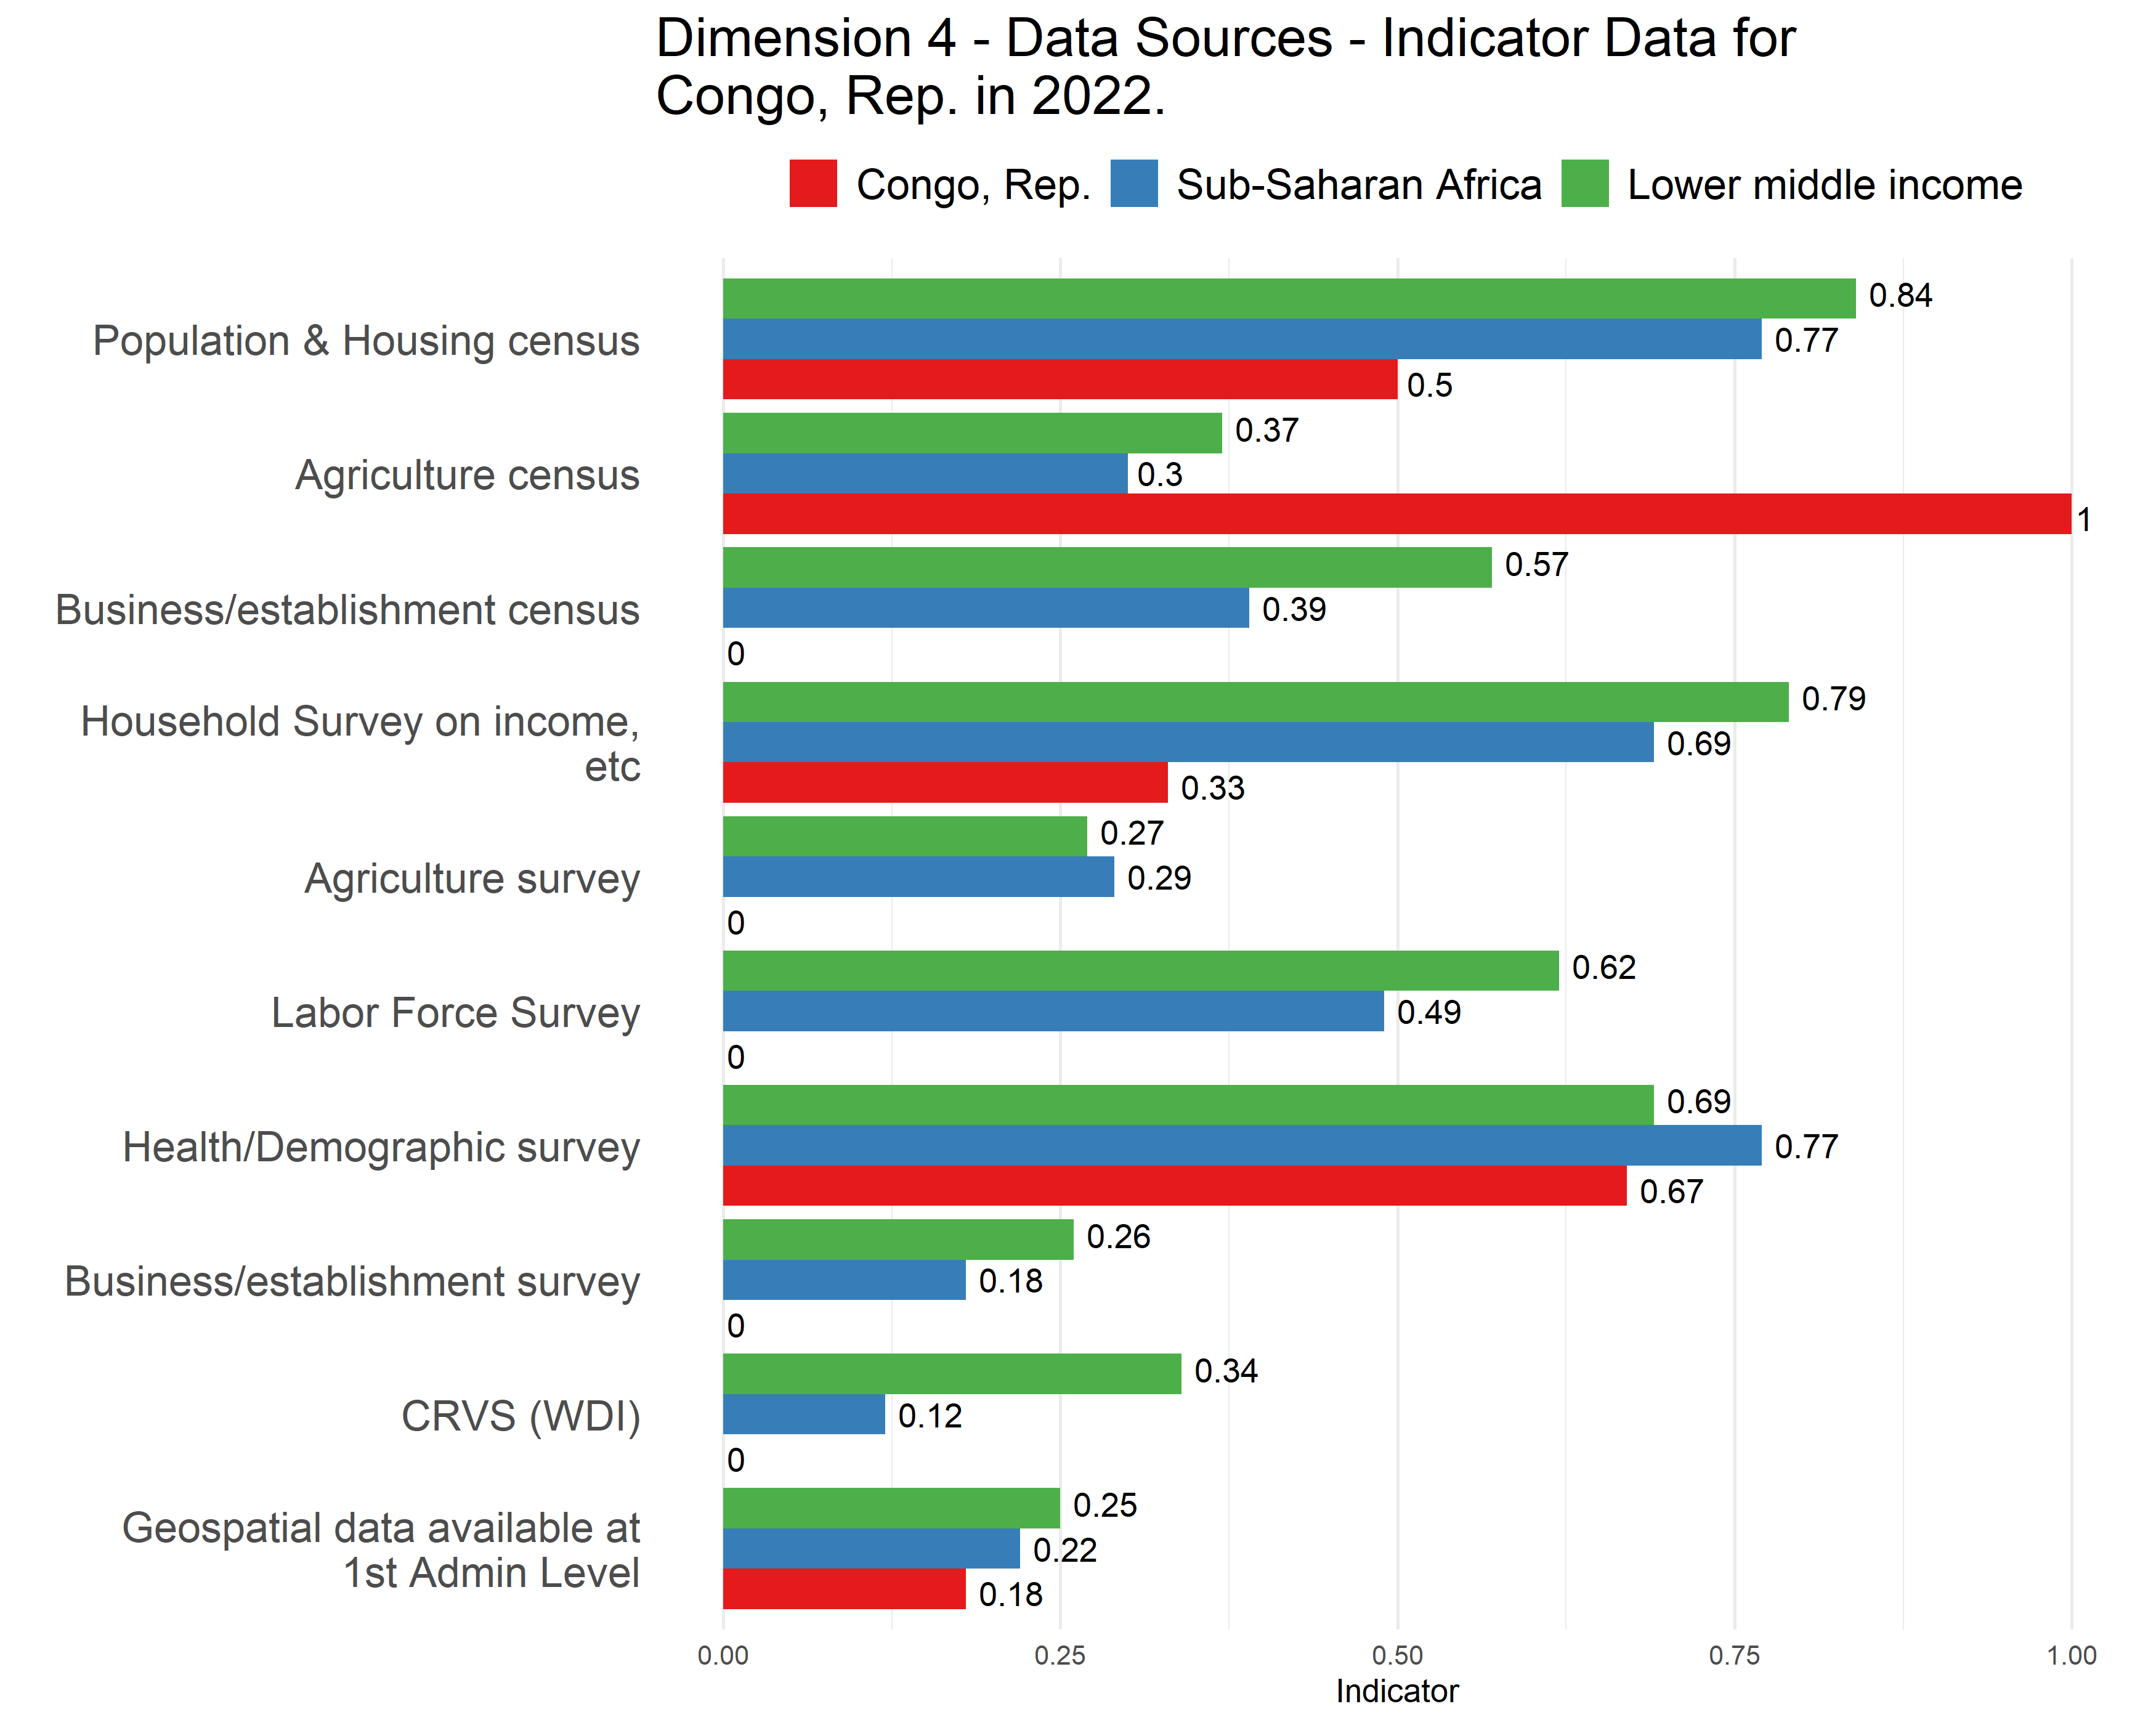 Dimension 4 - Data Sources - Indicator Data for
Congo, Rep. in 2022.
Congo, Rep. Sub-Saharan Africa Lower middle income
Population & Housing census
0.84
0.77
0.5
Agriculture census
0.37
0.3
1
Business/establishment census
0.57
0.39
0
Household Survey on income,
etc
0.79
0.69
0.33
Agriculture survey
0.27
0.29
0
Labor Force Survey
0.62
0.49
0
Health/Demographic survey
0.69
0.77
0.67
Business/establishment survey
0.26
0.18
0
CRVS (WDI)
0.34
0.12
0
Geospatial data available at
1st Admin Level
0.25
0.22
0.18
0.00 0.25 0.50 0.75 1.00
Indicator